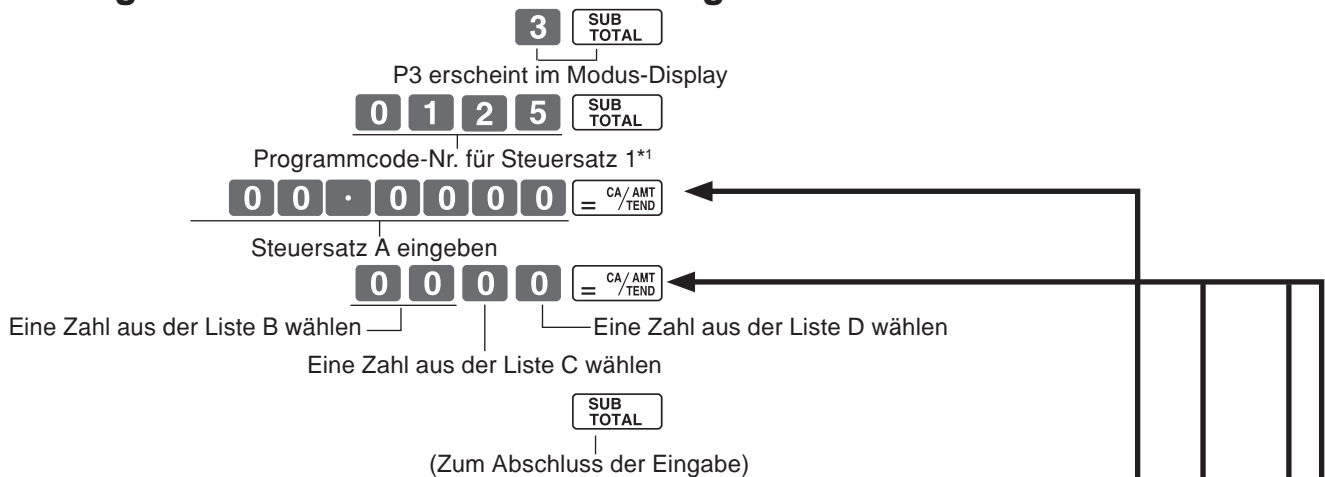 3 SUB TOTAL
P3 erscheint im Modus-Display
0 1 2 5 SUB TOTAL
Programmcode-Nr. für Steuersatz 1*1
0 0 · 0 0 0 0 = CA/AMT TEND
Steuersatz A eingeben
0 0 0 0 = CA/AMT TEND
Eine Zahl aus der Liste B wählen
Eine Zahl aus der Liste D wählen
Eine Zahl aus der Liste C wählen
SUB TOTAL
(Zum Abschluss der Eingabe)